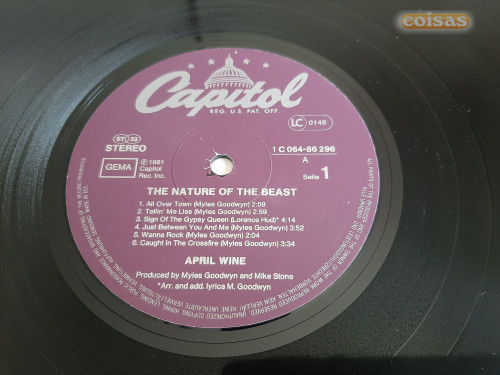 coisas
Capitol
REG. U.S. PAT. OFF.
LC 0148
ST 33
STEREO
GEMA
℗ 1981
Capitol
Rec. Inc.
1 C 064-86 296
A
Seite 1
THE NATURE OF THE BEAST
1. All Over Town (Myles Goodwyn) 2:59
2. Tellin' Me Lies (Myles Goodwyn) 2:59
3. Sign Of The Gypsy Queen (Lorence Hud)* 4:14
4. Just Between You And Me (Myles Goodwyn)
5. Wanna Rock (Myles Goodwyn) 2:04
6. Caught In The Crossfire (Myles Goodwyn) 3:34
APRIL WINE
Produced by Myles Goodwyn and Mike Stone
*Arr. and add. lyrics M. Goodwyn